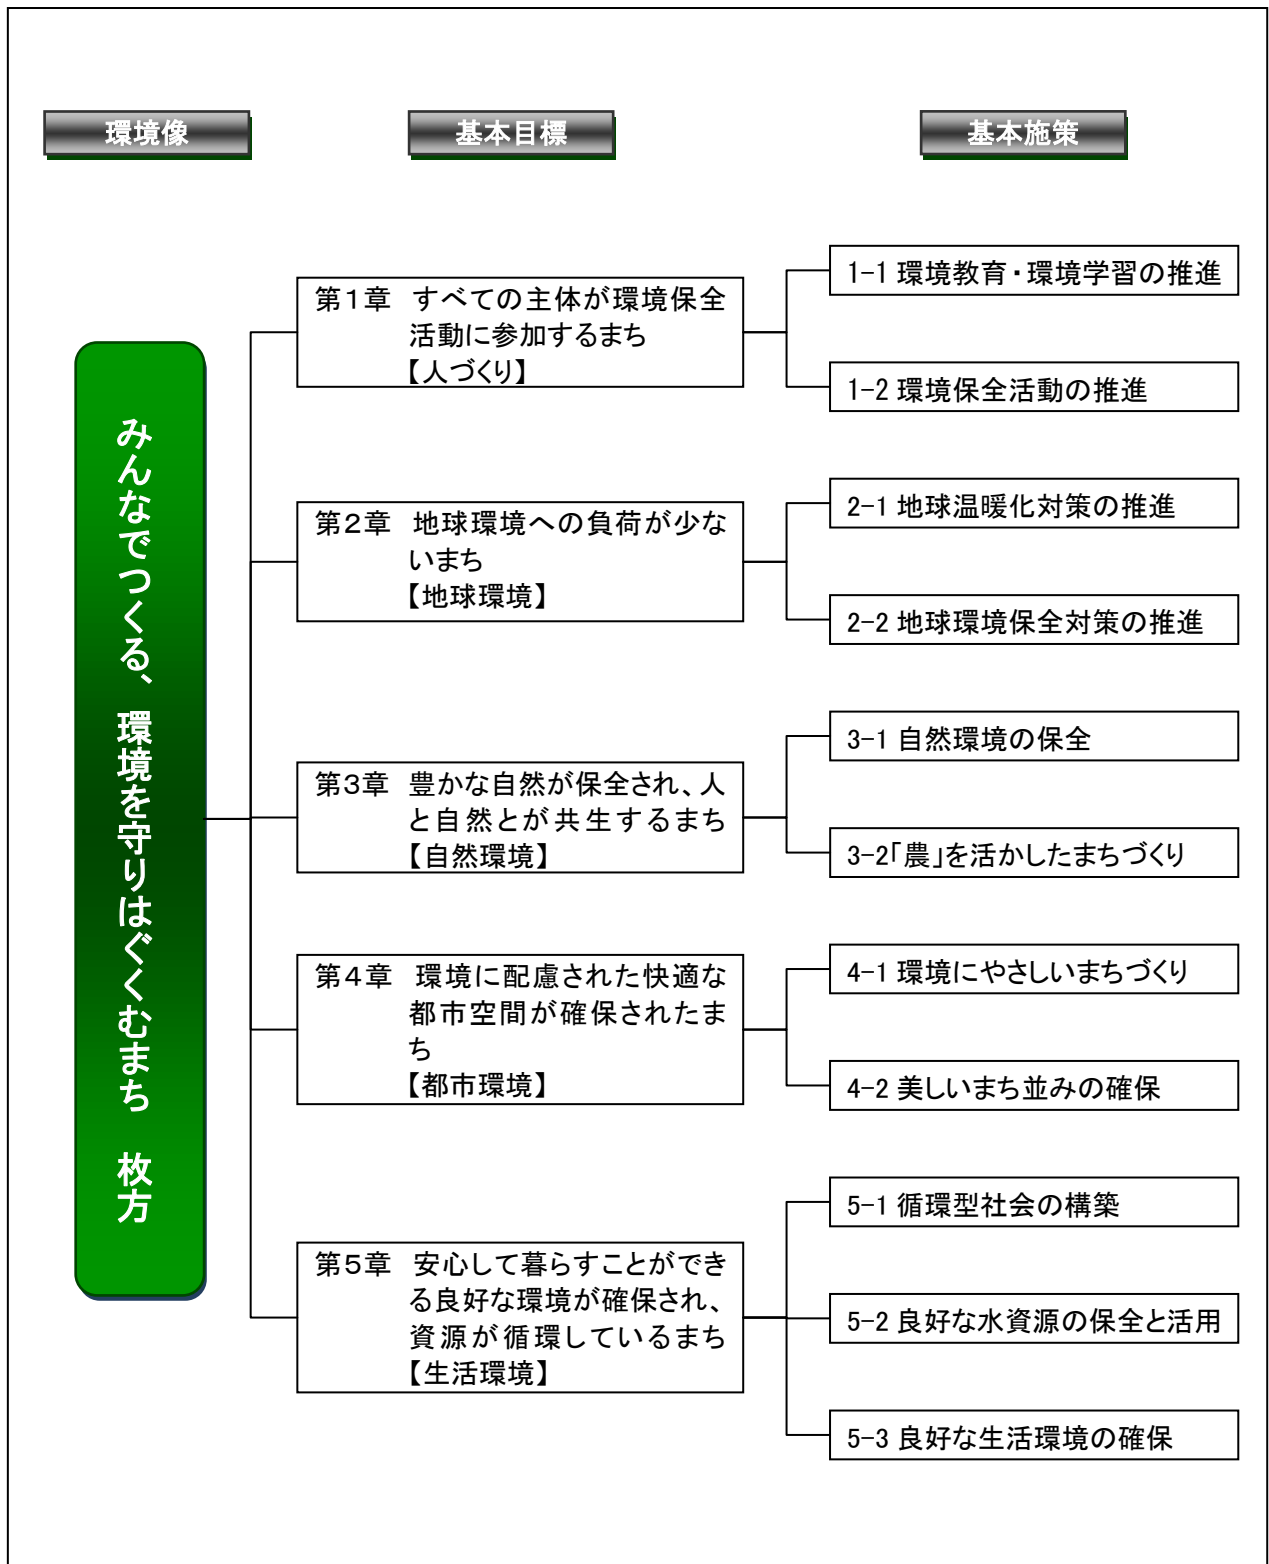 環境像
基本目標
基本施策
みんなでつくる、環境を守りはぐくむまち　枚方
第1章　すべての主体が環境保全
活動に参加するまち
【人づくり】
1-1 環境教育・環境学習の推進
1-2 環境保全活動の推進
第2章　地球環境への負荷が少な
いまち
【地球環境】
2-1 地球温暖化対策の推進
2-2 地球環境保全対策の推進
第3章　豊かな自然が保全され、人
と自然とが共生するまち
【自然環境】
3-1 自然環境の保全
3-2「農」を活かしたまちづくり
第4章　環境に配慮された快適な
都市空間が確保されたま
ち
【都市環境】
4-1 環境にやさしいまちづくり
4-2 美しいまち並みの確保
第5章　安心して暮らすことができ
る良好な環境が確保され、
資源が循環しているまち
【生活環境】
5-1 循環型社会の構築
5-2 良好な水資源の保全と活用
5-3 良好な生活環境の確保